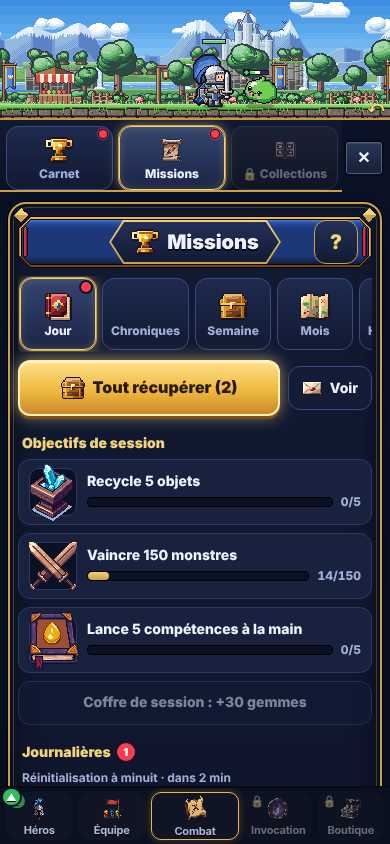 Carnet
Missions
Collections
Missions
?
Jour
Chroniques
Semaine
Mois
Tout récupérer (2)
Voir
Objectifs de session
Recycle 5 objets
0/5
Vaincre 150 monstres
14/150
Lance 5 compétences à la main
0/5
Coffre de session : +30 gemmes
Journalières 1
Réinitialisation à minuit · dans 2 min
Héros
Équipe
Combat
Invocation
Boutique